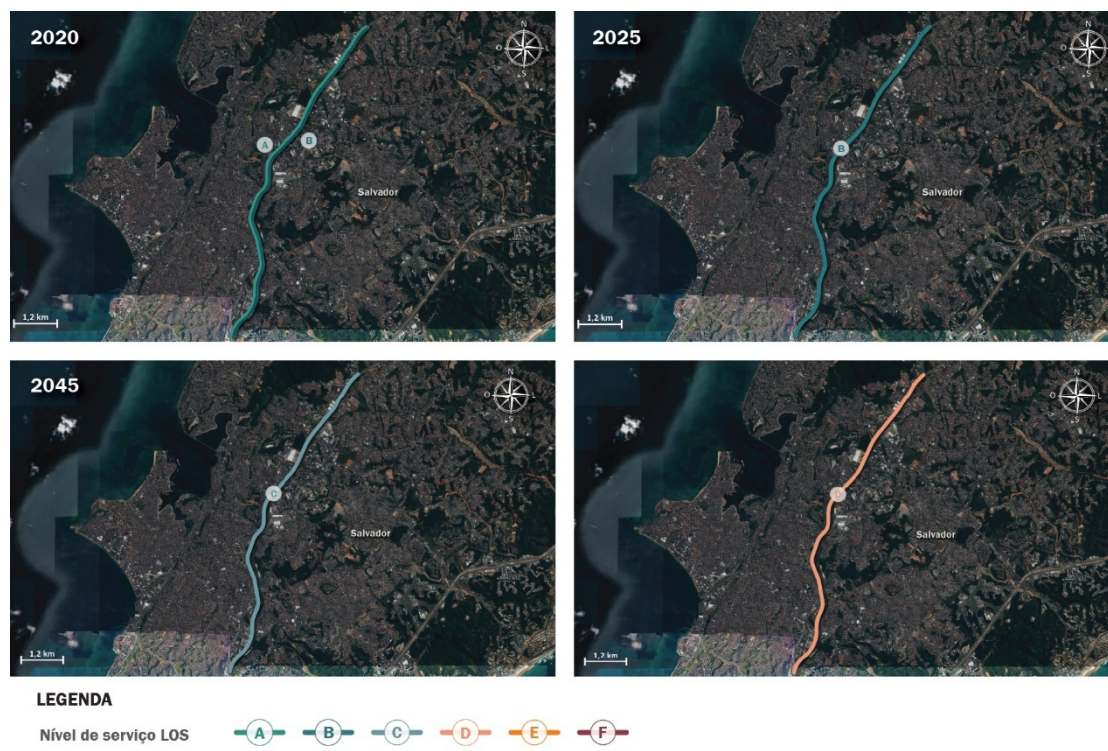 2020
N
O
L
S
A
B
Salvador
1,2 km
2025
N
O
L
S
B
Salvador
1,2 km
2045
N
O
L
S
C
Salvador
1,2 km
N
O
L
S
D
Salvador
1,2 km
LEGENDA
Nível de serviço LOS
A
B
C
D
E
F